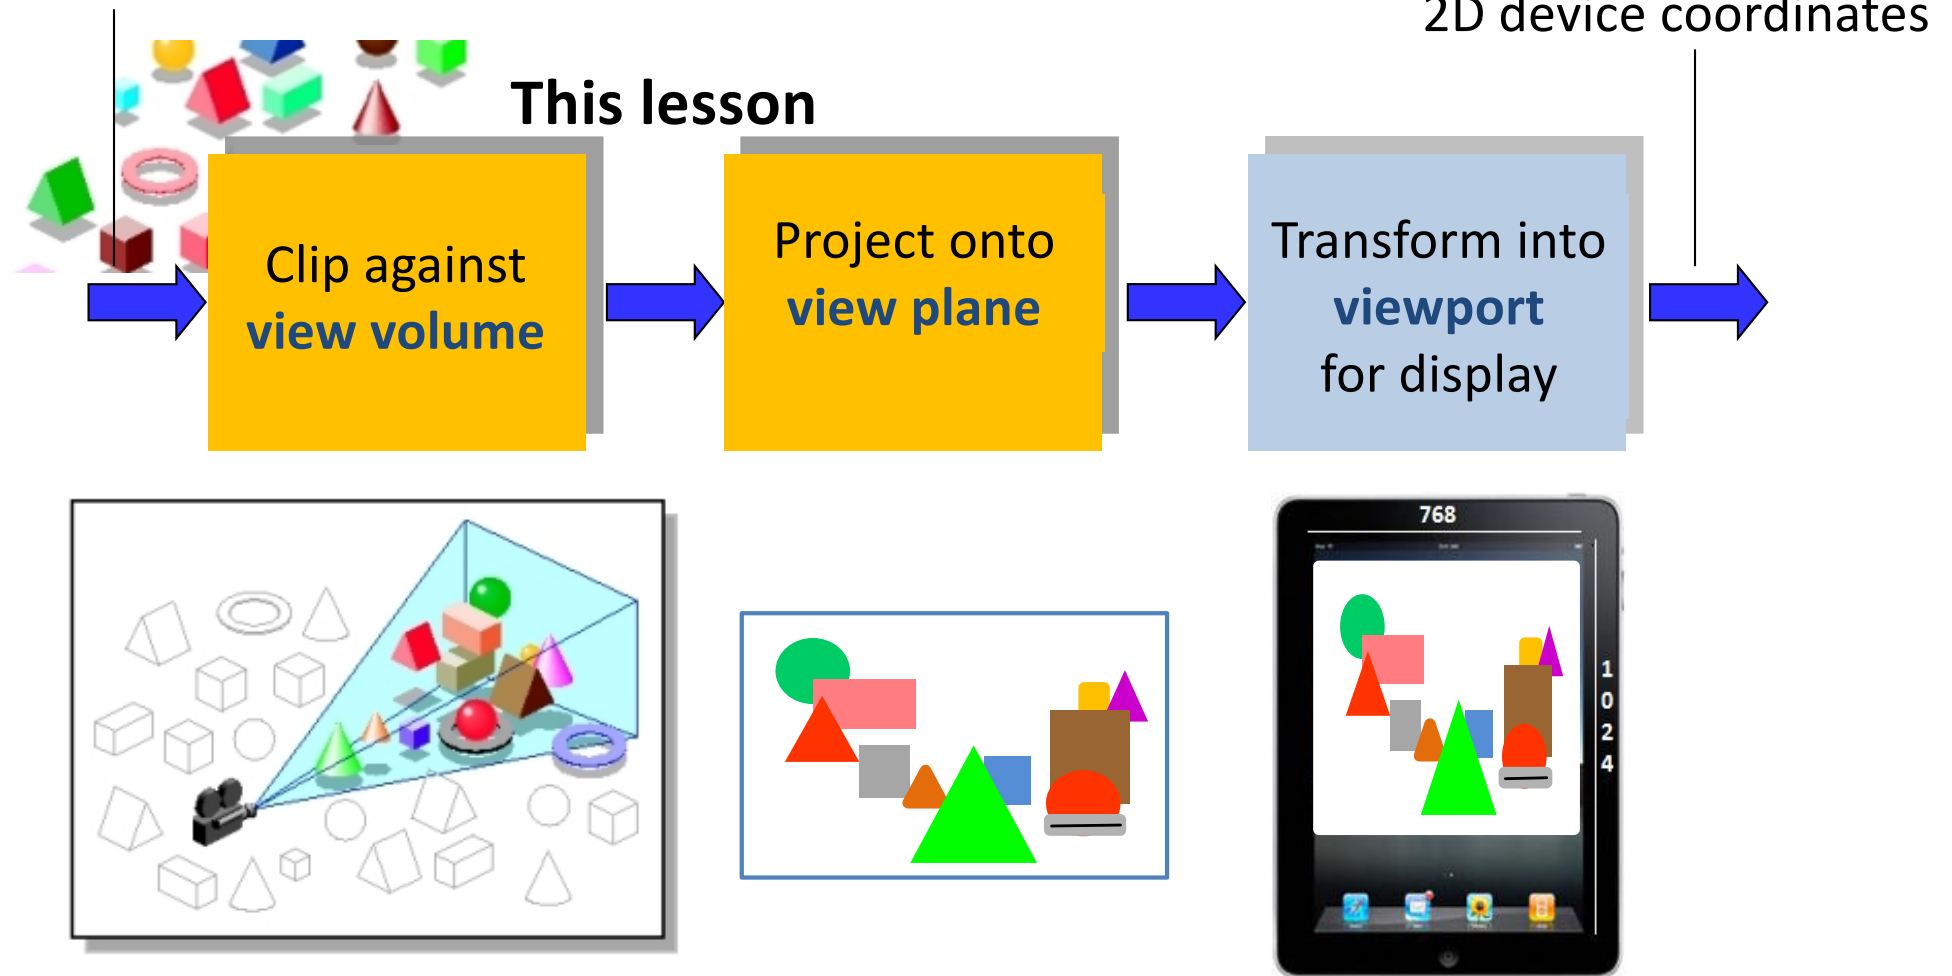 2D device coordinates
This lesson
Clip against
view volume
Project onto
view plane
Transform into
viewport
for display
768
1
0
2
4